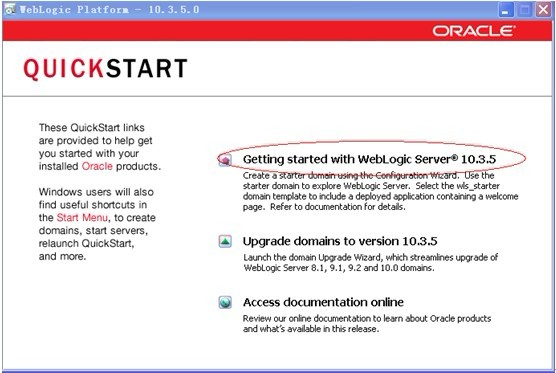 WebLogic Platform - 10.3.5.0
ORACLE
QUICKSTART
These QuickStart links
are provided to help get
you started with your
installed Oracle products.
Windows users will also
find useful shortcuts in
the Start Menu, to create
domains, start servers,
relaunch QuickStart,
and more.
Getting started with WebLogic Server® 10.3.5
Create a starter domain using the Configuration Wizard. Use the
starter domain to explore WebLogic Server. Select the wls_starter
domain template to include a deployed application containing a welcome
page. Refer to documentation for details.
Upgrade domains to version 10.3.5
Launch the domain Upgrade Wizard, which streamlines upgrade of
WebLogic Server 8.1, 9.1, 9.2 and 10.0 domains.
Access documentation online
Review our online documentation to learn about Oracle products
and what's available in this release.